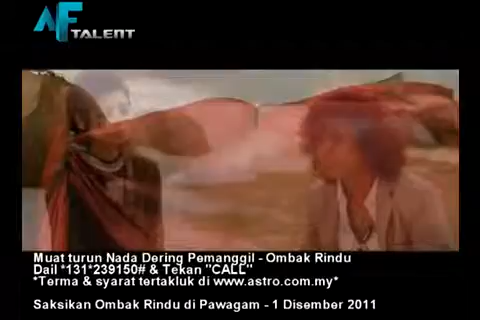 AF
TALENT
Muat turun Nada Dering Pemanggil - Ombak Rindu
Dail *131*239150# & Tekan "CALL"
*Terma & syarat tertakluk di www.astro.com.my*
Saksikan Ombak Rindu di Pawagam - 1 Disember 2011